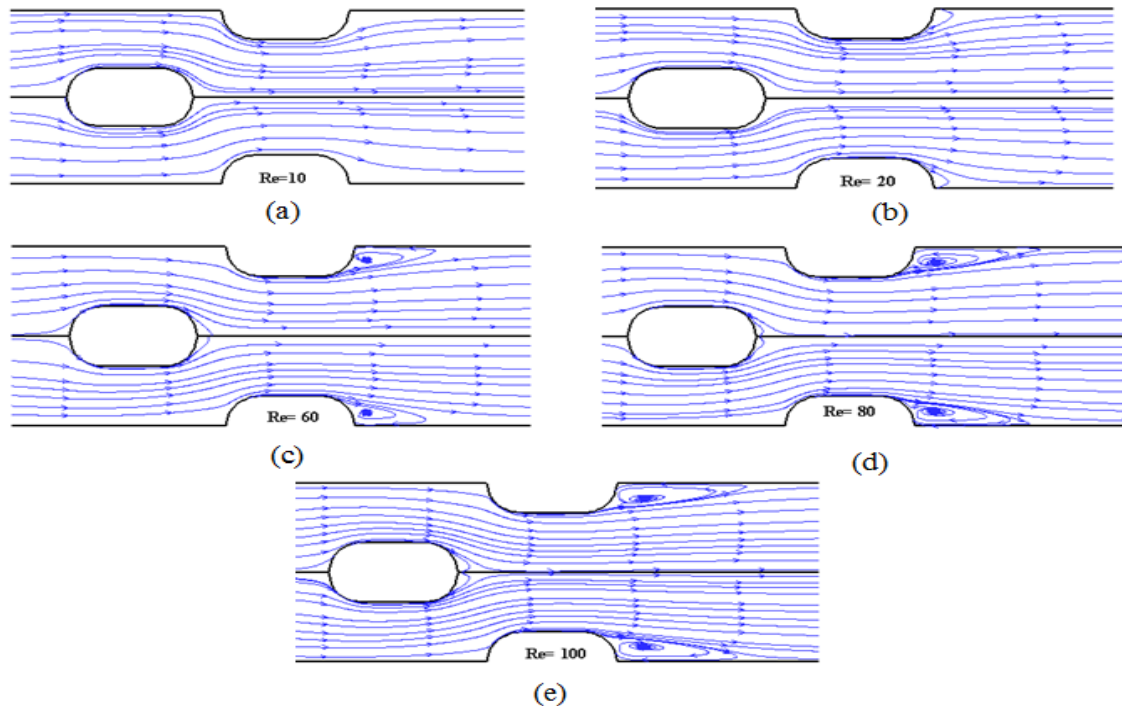 Re=10
(a)
Re= 20
(b)
Re= 60
(c)
Re= 80
(d)
Re= 100
(e)